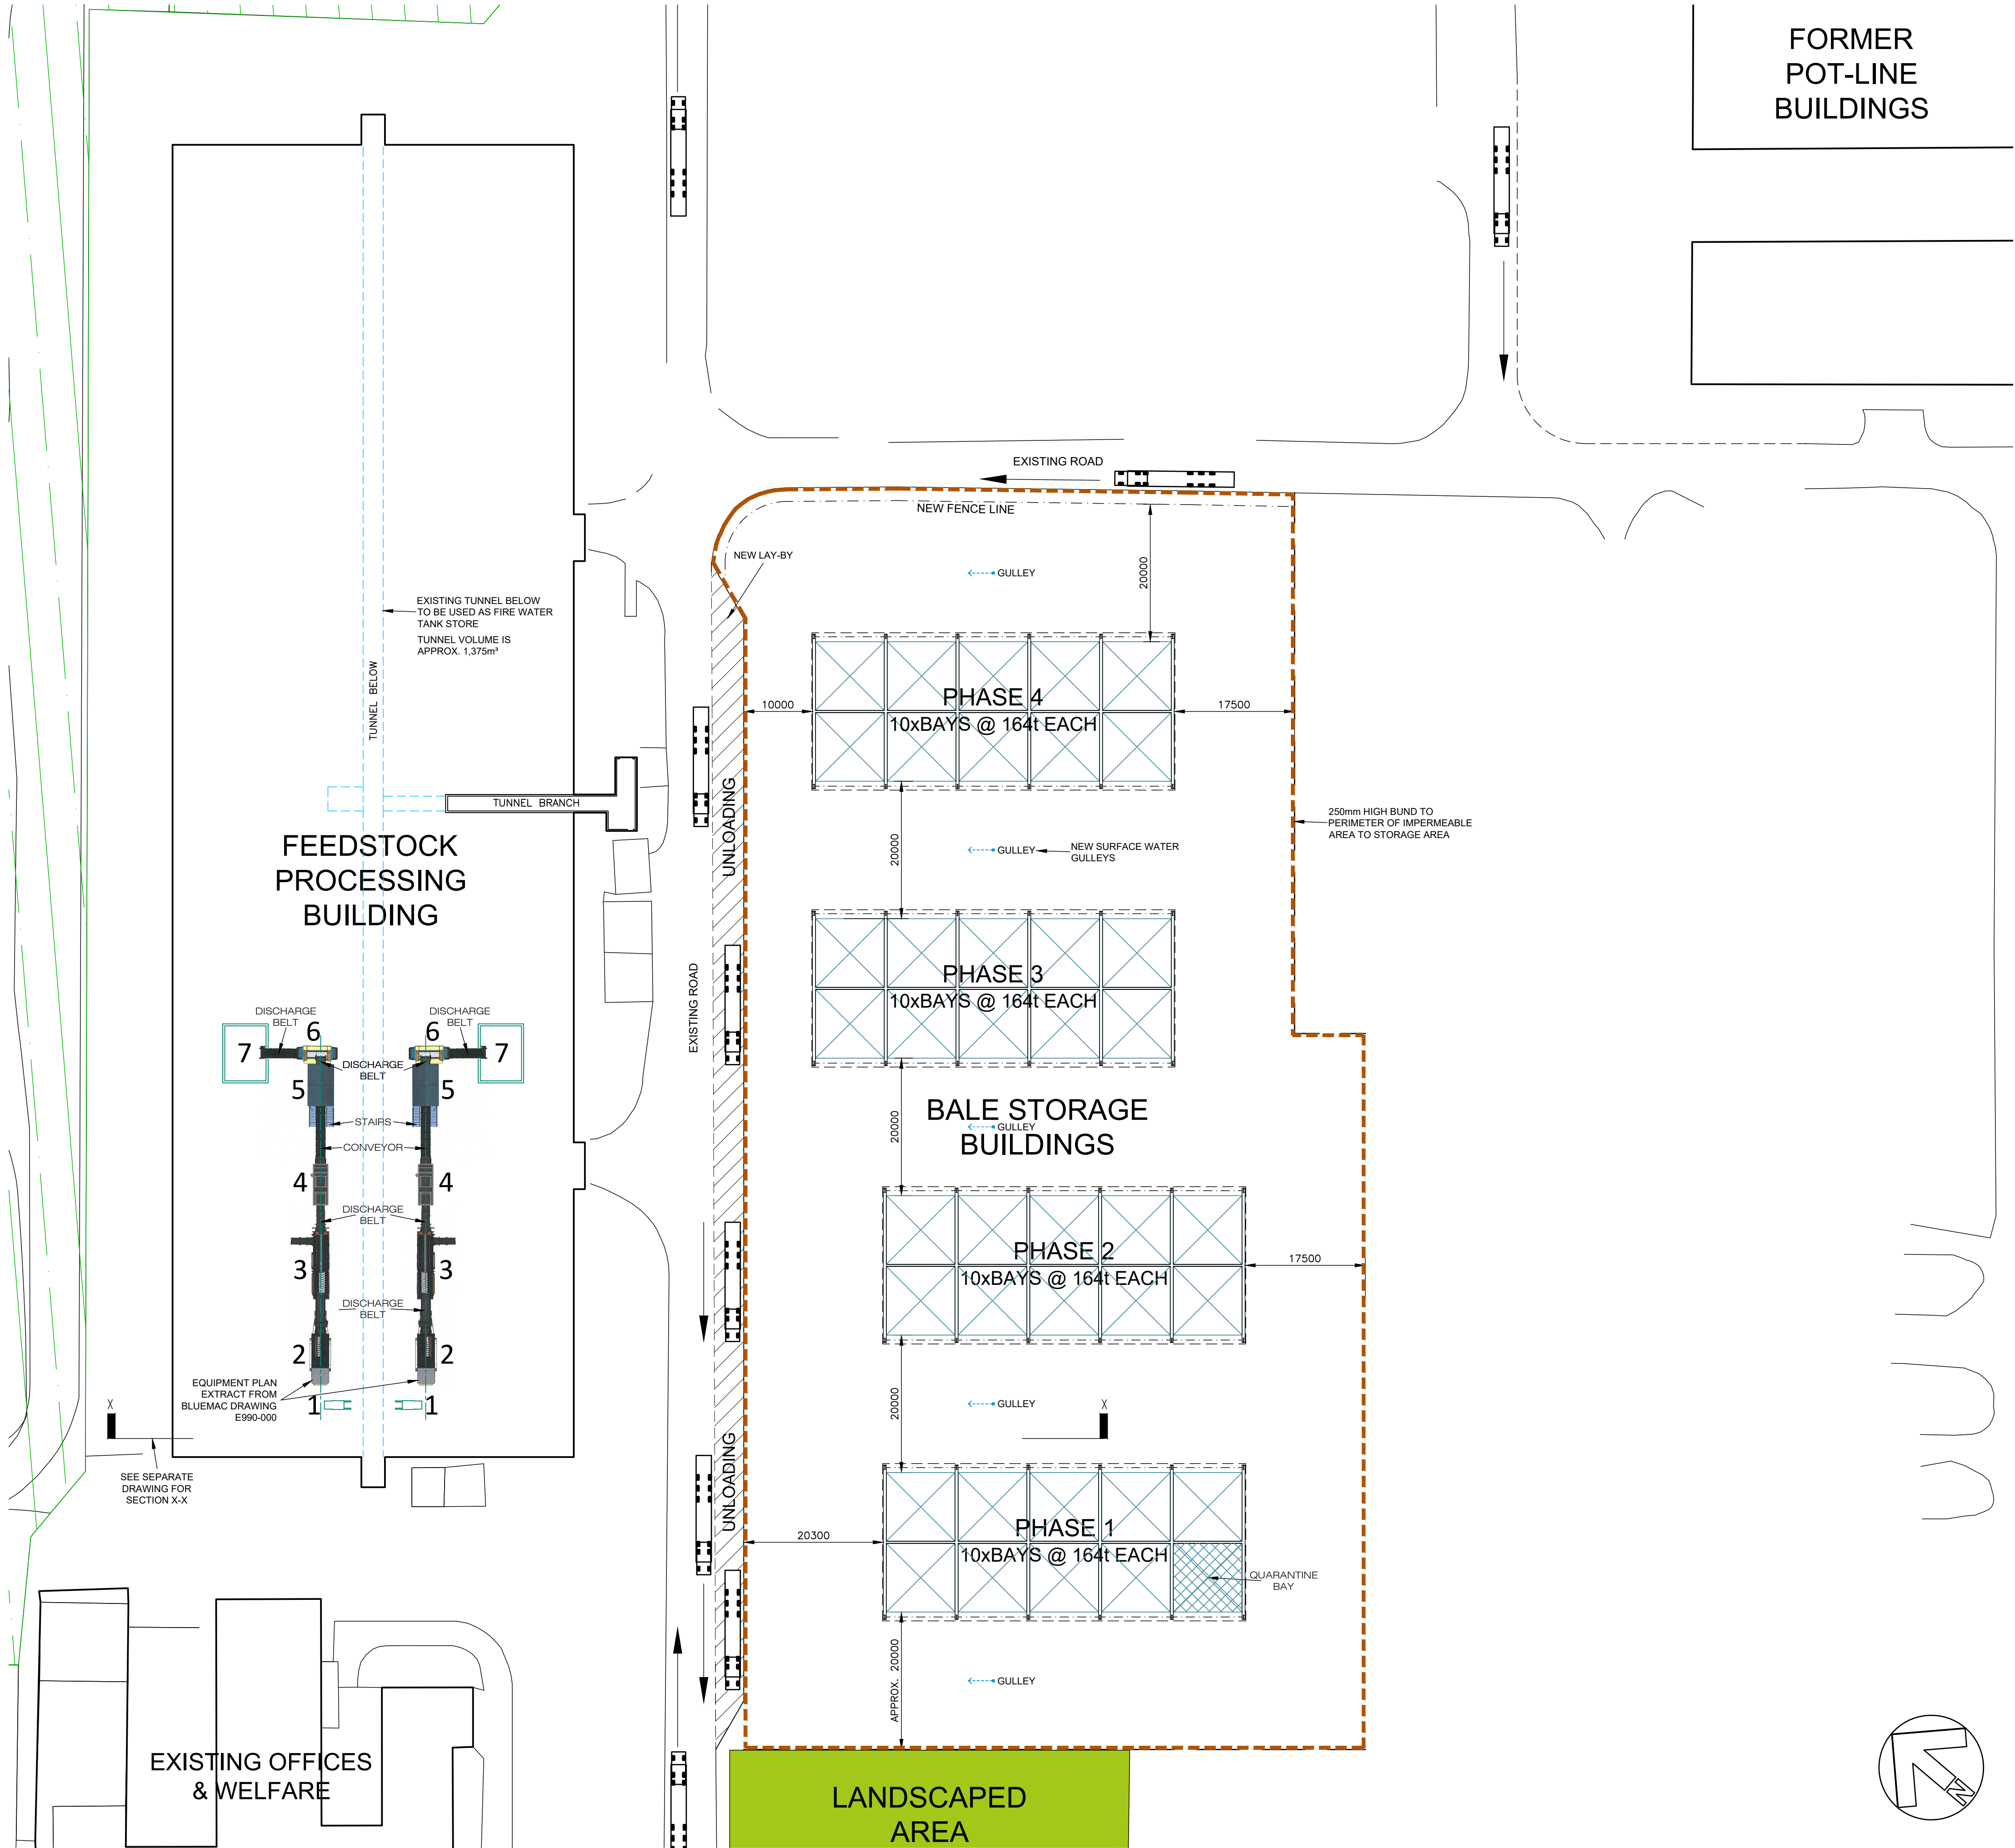 FORMER
POT-LINE
BUILDINGS
EXISTING ROAD
NEW FENCE LINE
NEW LAY-BY
GULLEY
20000
EXISTING TUNNEL BELOW
TO BE USED AS FIRE WATER
TANK STORE
TUNNEL VOLUME IS
APPROX. 1,375m³
TUNNEL BELOW
PHASE 4
10xBAYS @ 164t EACH
10000
17500
UNLOADING
TUNNEL BRANCH
250mm HIGH BUND TO
PERIMETER OF IMPERMEABLE
AREA TO STORAGE AREA
20000
GULLEY
NEW SURFACE WATER
GULLEYS
FEEDSTOCK
PROCESSING
BUILDING
PHASE 3
10xBAYS @ 164t EACH
EXISTING ROAD
DISCHARGE
BELT
DISCHARGE
BELT
6
6
7
7
DISCHARGE
BELT
5
5
STAIRS
CONVEYOR
4
4
DISCHARGE
BELT
3
3
DISCHARGE
BELT
2
2
1
1
EQUIPMENT PLAN
EXTRACT FROM
BLUEMAC DRAWING
E990-000
20000
BALE STORAGE
BUILDINGS
GULLEY
PHASE 2
10xBAYS @ 164t EACH
17500
20000
GULLEY
X
X
SEE SEPARATE
DRAWING FOR
SECTION X-X
UNLOADING
20300
PHASE 1
10xBAYS @ 164t EACH
QUARANTINE
BAY
APPROX. 20000
GULLEY
EXISTING OFFICES
& WELFARE
LANDSCAPED
AREA
N